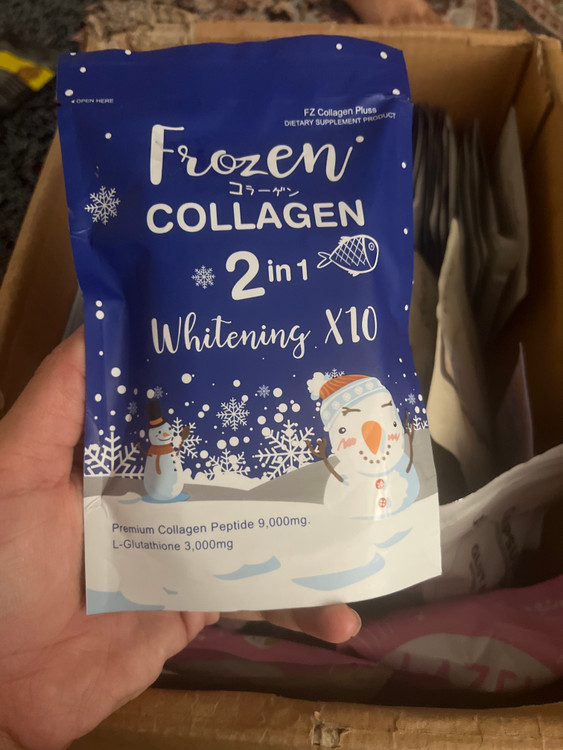 OPEN HERE
FZ Collagen Pluss
DIETARY SUPPLEMENT PRODUCT
Frozen
コラーゲン
COLLAGEN
2 in 1
Whitening X10
Premium Collagen Peptide 9,000mg.
L-Glutathione 3,000mg